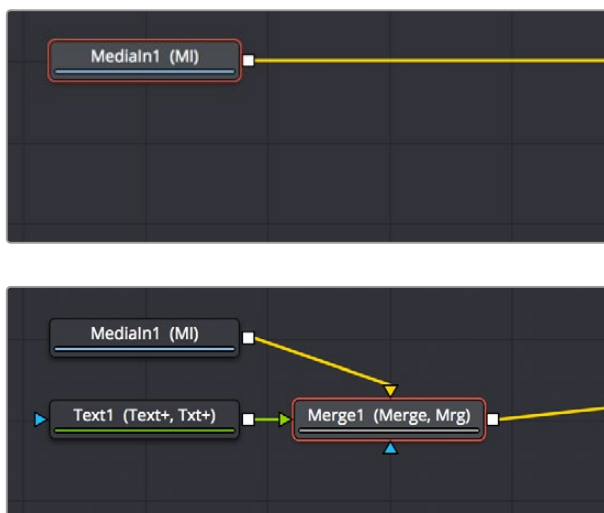 MediaIn1 (MI)
MediaIn1 (MI)
Text1 (Text+, Txt+)
Merge1 (Merge, Mrg)